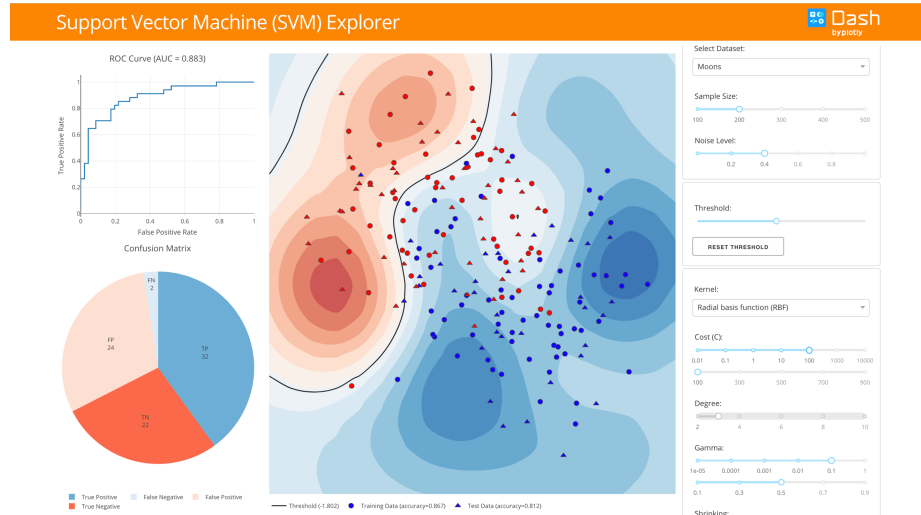 Support Vector Machine (SVM) Explorer
Dash
byplotly
ROC Curve (AUC = 0.883)
1
0.8
0.6
0.4
0.2
0
0
0.2
0.4
0.6
0.8
1
True Positive Rate
False Positive Rate
Confusion Matrix
FN
2
FP
24
TP
32
TN
22
True Positive
False Negative
False Positive
True Negative
Threshold (-1.802)
Training Data (accuracy=0.867)
Test Data (accuracy=0.812)
Select Dataset:
Moons
Sample Size:
100 200 300 400 500
Noise Level:
0.2 0.4 0.6 0.8
Threshold:
RESET THRESHOLD
Kernel:
Radial basis function (RBF)
Cost (C):
0.01 0.1 1 10 100 1000 10000
100 300 500 700 900
Degree:
2 4 6 8 10
Gamma:
1e-05 0.0001 0.001 0.01 0.1 1
0.1 0.3 0.5 0.7 0.9
Shrinking: